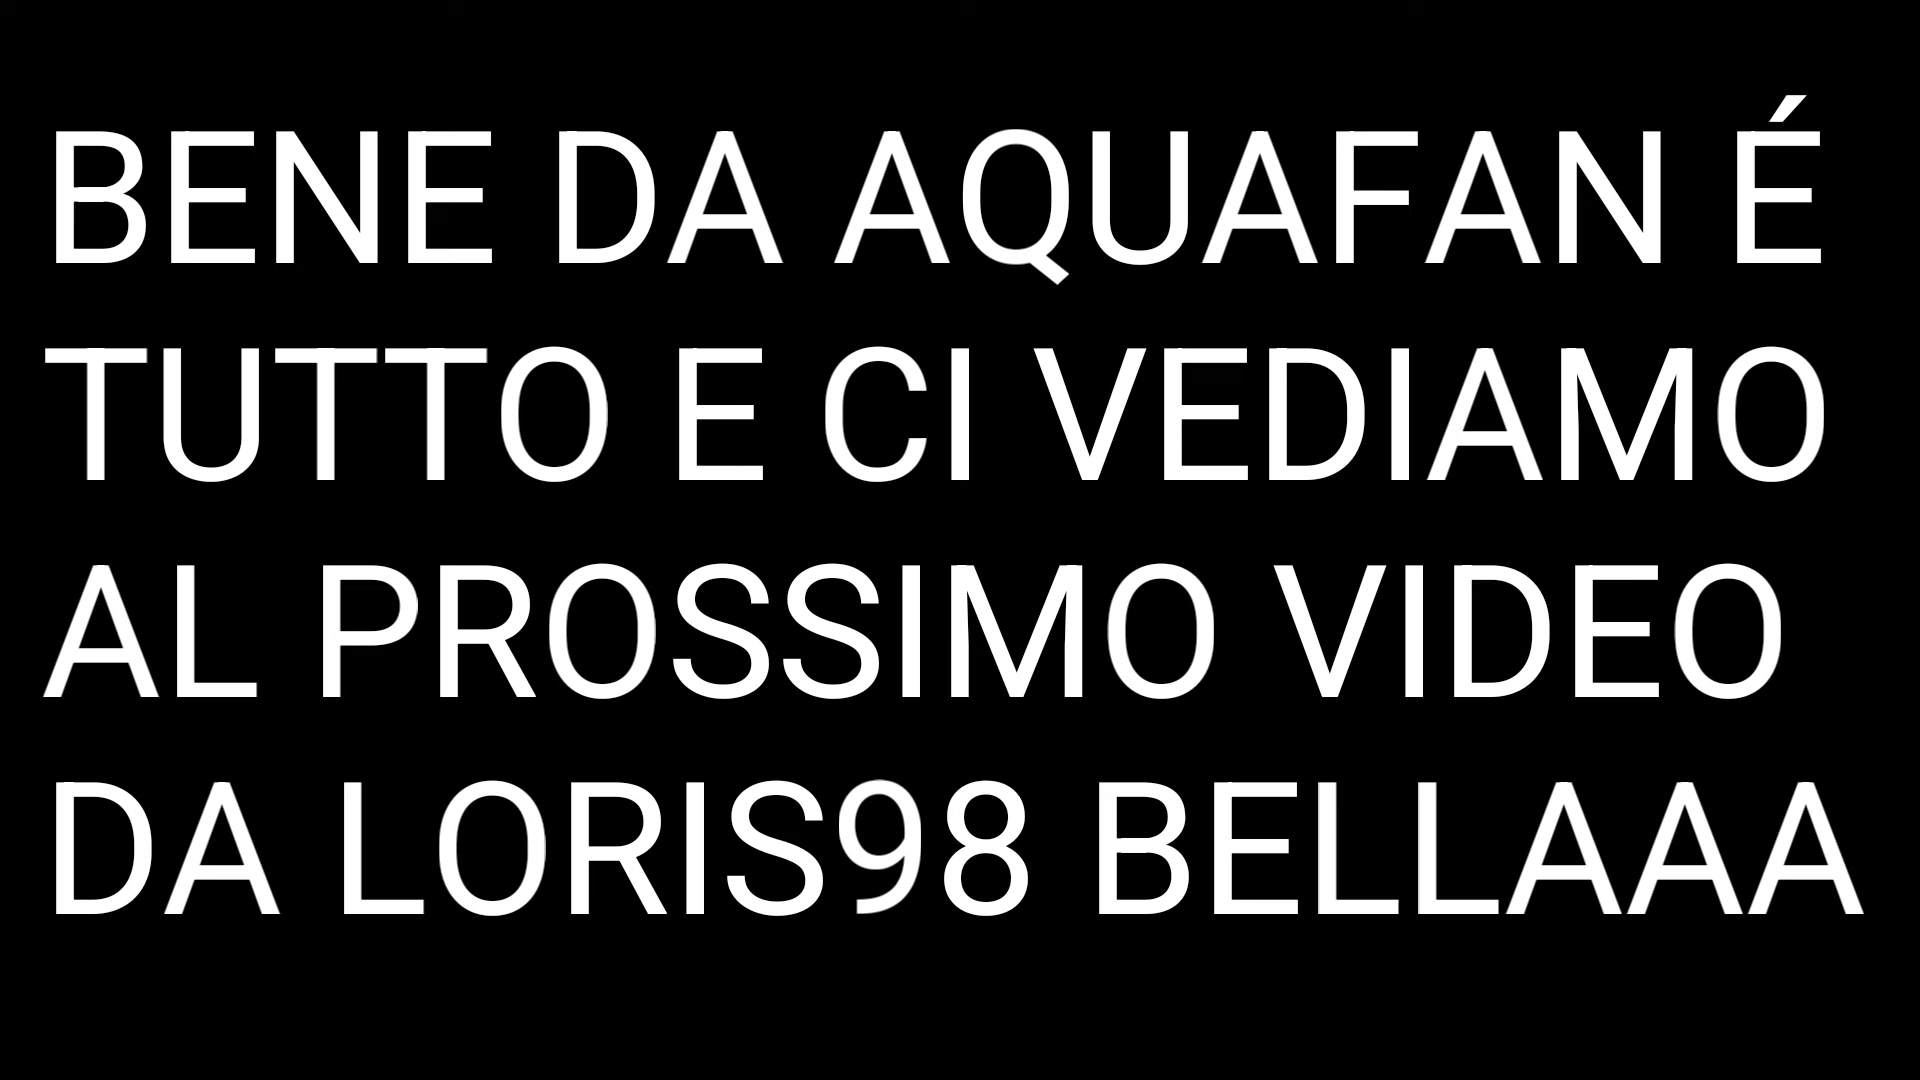 BENE DA AQUAFAN É
TUTTO E CI VEDIAMO
AL PROSSIMO VIDEO
DA LORIS98 BELLAAA